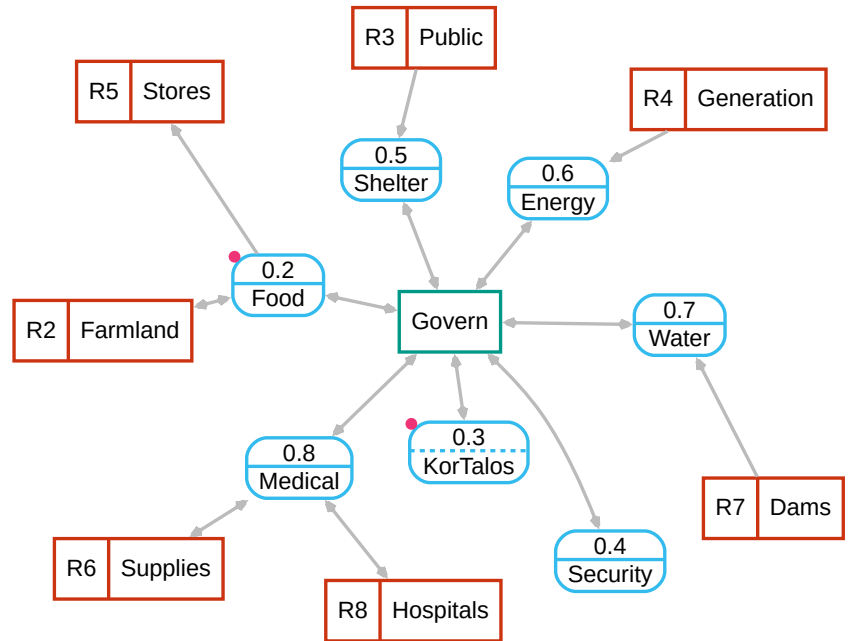 R3 Public
R5 Stores
R4 Generation
0.5
Shelter
0.6
Energy
0.2
Food
R2 Farmland
Govern
0.7
Water
0.3
KorTalos
0.8
Medical
R7 Dams
0.4
Security
R6 Supplies
R8 Hospitals